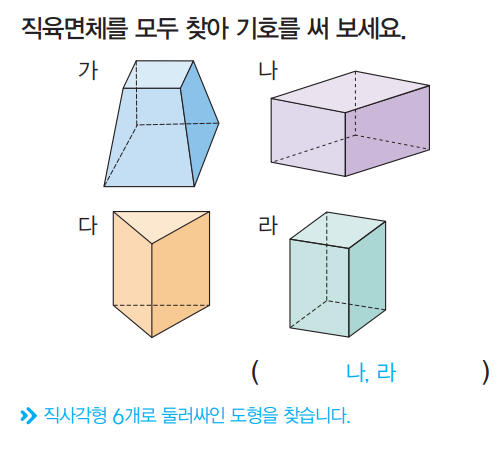 직육면체를 모두 찾아 기호를 써 보세요.
가 나
다 라
( 나, 라 )
직사각형 6개로 둘러싸인 도형을 찾습니다.